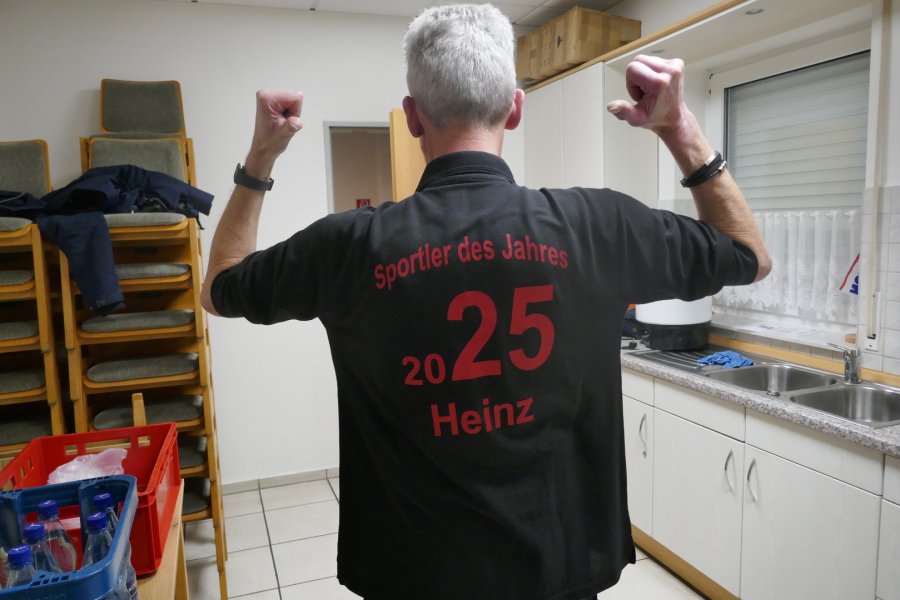 Sportler des Jahres
2025
Heinz